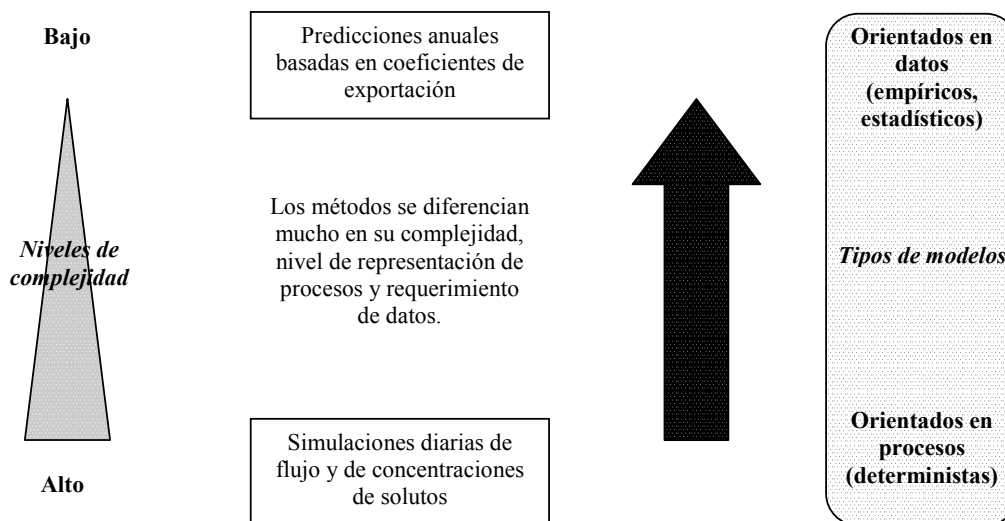 Bajo
Predicciones anuales
basadas en coeficientes de
exportación
Orientados en
datos
(empíricos,
estadísticos)
Niveles de
complejidad
Los métodos se diferencian
mucho en su complejidad,
nivel de representación de
procesos y requerimiento
de datos.
Tipos de modelos
Alto
Simulaciones diarias de
flujo y de concentraciones
de solutos
Orientados en
procesos
(deterministas)